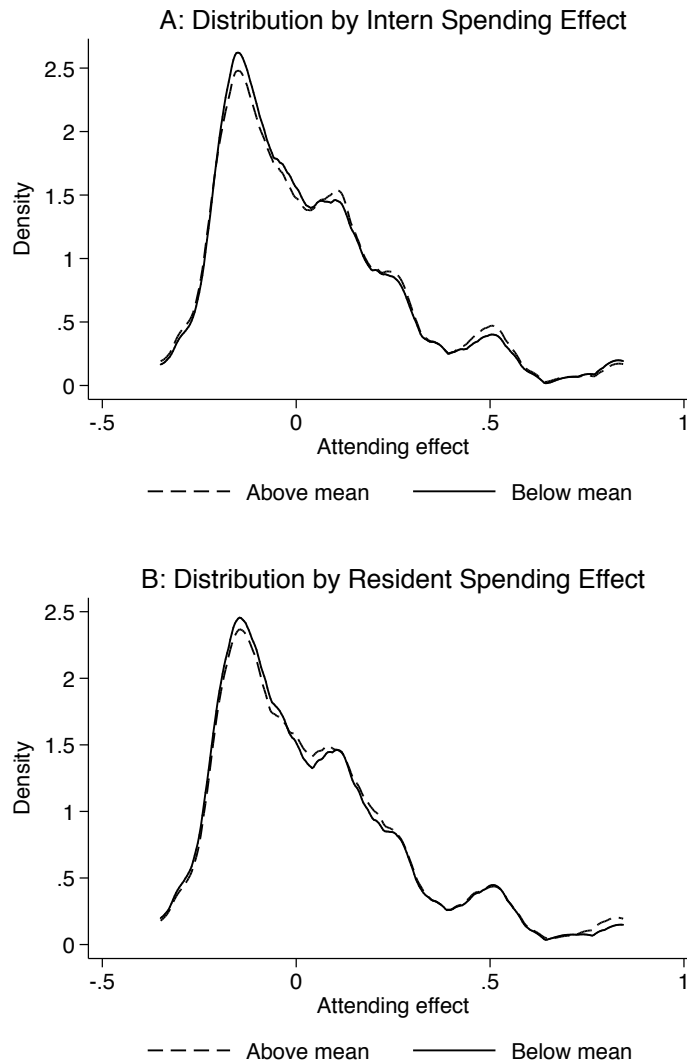 A: Distribution by Intern Spending Effect
2.5
2
1.5
1
.5
0
Density
-.5 0 .5 1
Attending effect
Above mean Below mean
B: Distribution by Resident Spending Effect
2.5
2
1.5
1
.5
0
Density
-.5 0 .5 1
Attending effect
Above mean Below mean